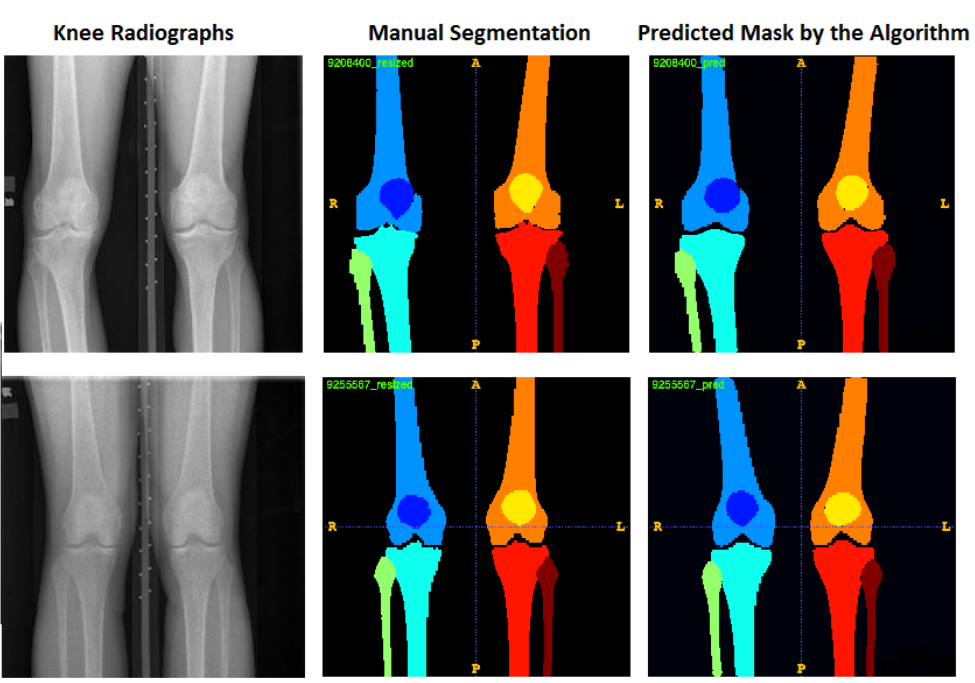 Knee Radiographs
Manual Segmentation
Predicted Mask by the Algorithm
9208400_resized
A
R
L
P
9208400_pred
A
R
L
P
9255567_resized
A
R
L
P
9255567_pred
A
R
L
P